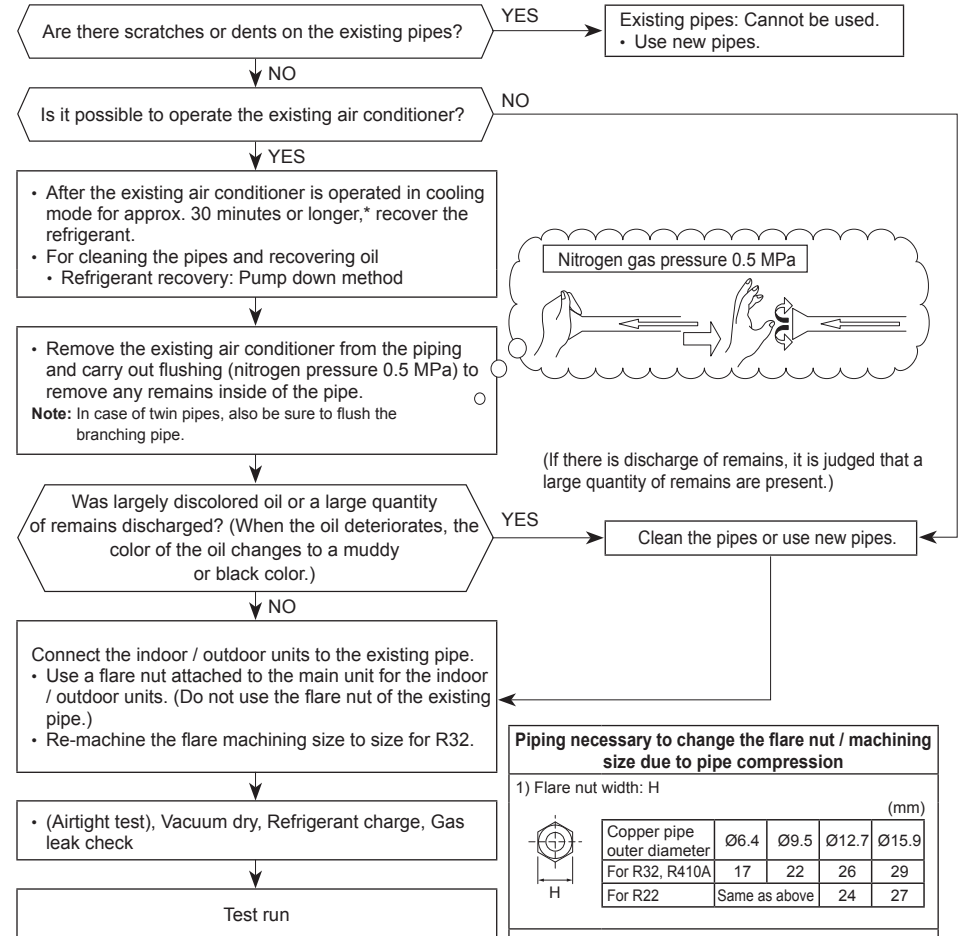 Are there scratches or dents on the existing pipes?
YES
Existing pipes: Cannot be used.
• Use new pipes.
NO
Is it possible to operate the existing air conditioner?
NO
YES
• After the existing air conditioner is operated in cooling
mode for approx. 30 minutes or longer,* recover the
refrigerant.
• For cleaning the pipes and recovering oil
• Refrigerant recovery: Pump down method
Nitrogen gas pressure 0.5 MPa
• Remove the existing air conditioner from the piping
and carry out flushing (nitrogen pressure 0.5 MPa) to
remove any remains inside of the pipe.
Note: In case of twin pipes, also be sure to flush the
branching pipe.
(If there is discharge of remains, it is judged that a
large quantity of remains are present.)
Was largely discolored oil or a large quantity
of remains discharged? (When the oil deteriorates, the
color of the oil changes to a muddy
or black color.)
YES
Clean the pipes or use new pipes.
NO
Connect the indoor / outdoor units to the existing pipe.
• Use a flare nut attached to the main unit for the indoor
/ outdoor units. (Do not use the flare nut of the existing
pipe.)
• Re-machine the flare machining size to size for R32.
• (Airtight test), Vacuum dry, Refrigerant charge, Gas
leak check
Test run
Piping necessary to change the flare nut / machining
size due to pipe compression
1) Flare nut width: H
(mm)
H
Copper pipe
outer diameter Ø6.4 Ø9.5 Ø12.7 Ø15.9
For R32, R410A 17 22 26 29
For R22 Same as above 24 27